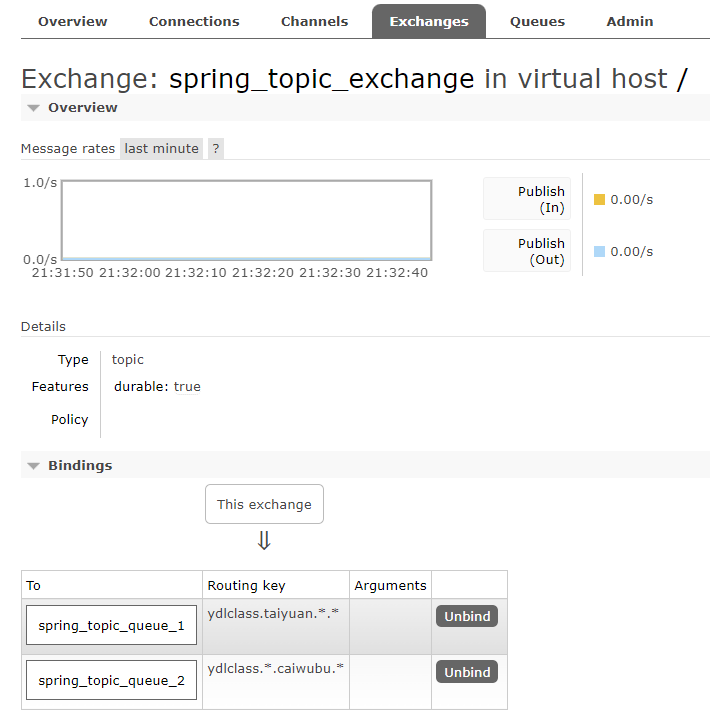 Overview Connections Channels Exchanges Queues Admin
Exchange: spring_topic_exchange in virtual host /
Overview
Message rates last minute ?
1.0/s
0.0/s
21:31:50 21:32:00 21:32:10 21:32:20 21:32:30 21:32:40
Publish (In) 0.00/s
Publish (Out) 0.00/s
Details
Type topic
Features durable: true
Policy
Bindings
This exchange
⇓
To Routing key Arguments
spring_topic_queue_1 ydlclass.taiyuan.*.* Unbind
spring_topic_queue_2 ydlclass.*.caiwubu.* Unbind